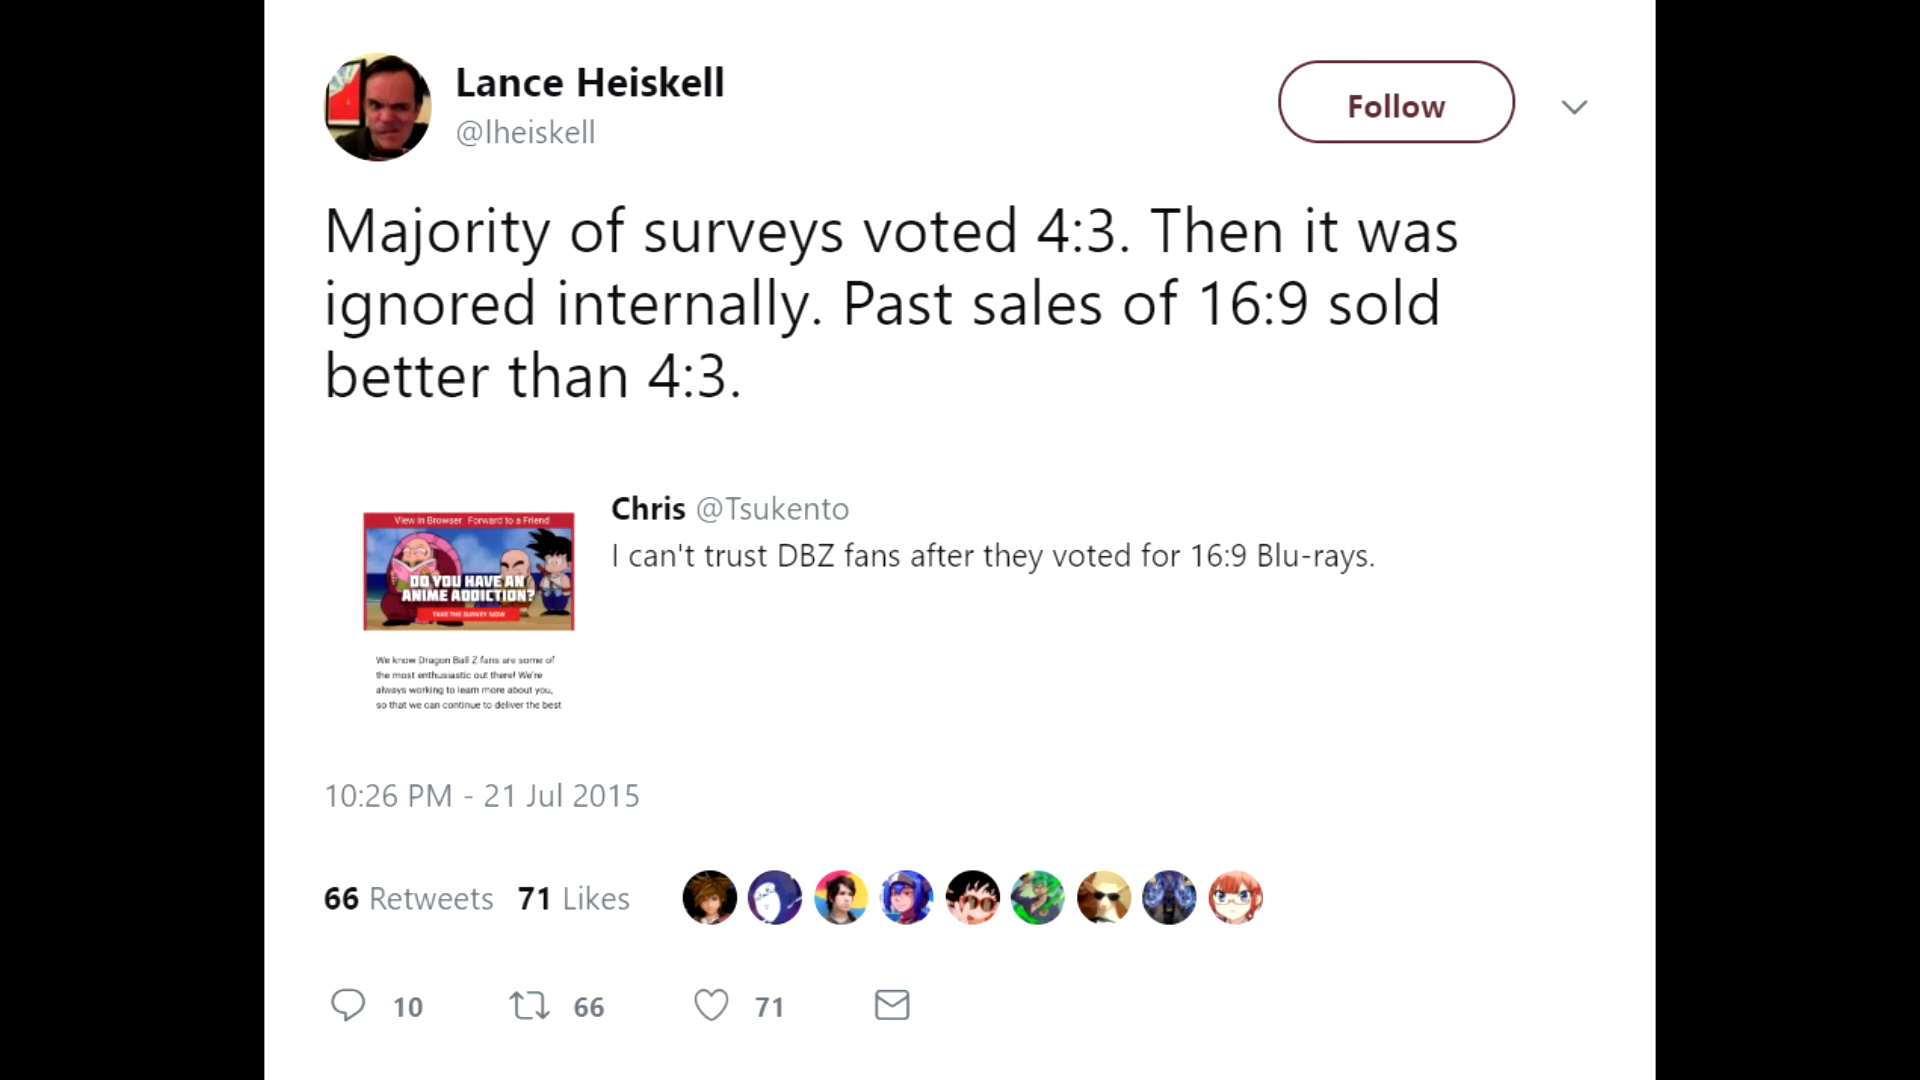 Lance Heiskell
@lheiskell
Follow
Majority of surveys voted 4:3. Then it was
ignored internally. Past sales of 16:9 sold
better than 4:3.
Chris @Tsukento
I can't trust DBZ fans after they voted for 16:9 Blu-rays.
View in Browser Forward to a Friend
DO YOU HAVE AN
ANIME ADDICTION?
TAKE THE SURVEY NOW
We know Dragon Ball Z fans are some of
the most enthusiastic out there! We're
always working to learn more about you,
so that we can continue to deliver the best
10:26 PM - 21 Jul 2015
66 Retweets 71 Likes
10 66 71